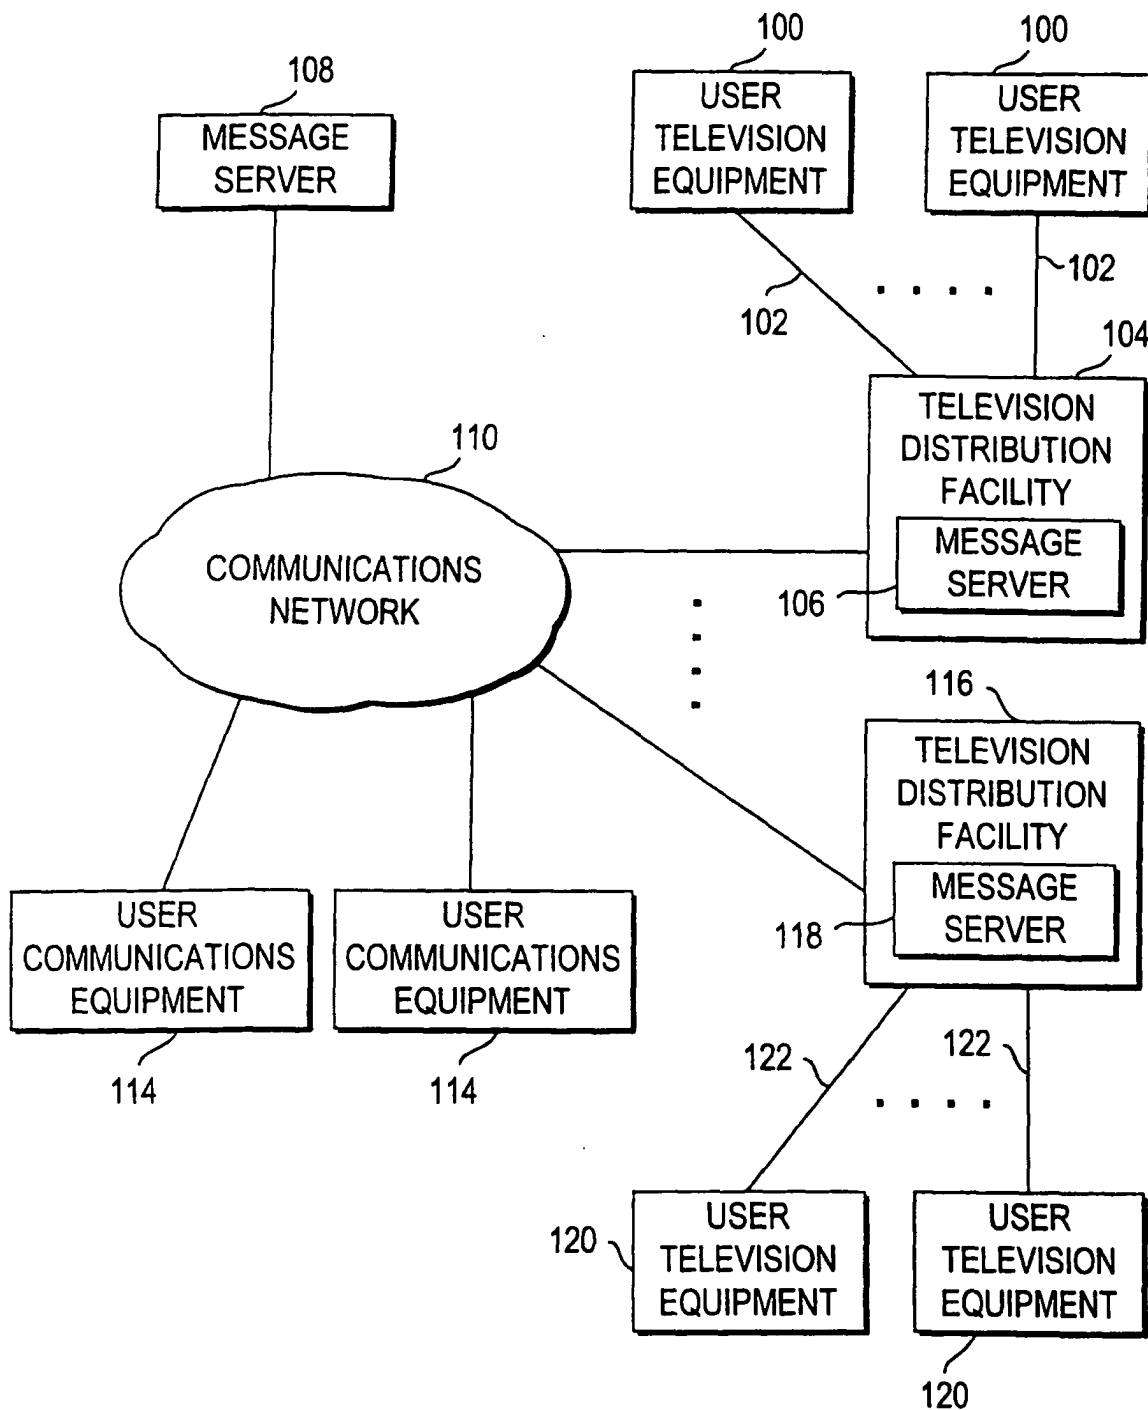 108
MESSAGE
SERVER
100
USER
TELEVISION
EQUIPMENT
100
USER
TELEVISION
EQUIPMENT
102
102
104
TELEVISION
DISTRIBUTION
FACILITY
MESSAGE
SERVER
106
110
COMMUNICATIONS
NETWORK
116
TELEVISION
DISTRIBUTION
FACILITY
MESSAGE
SERVER
118
USER
COMMUNICATIONS
EQUIPMENT
114
USER
COMMUNICATIONS
EQUIPMENT
114
122
122
USER
TELEVISION
EQUIPMENT
120
USER
TELEVISION
EQUIPMENT
120